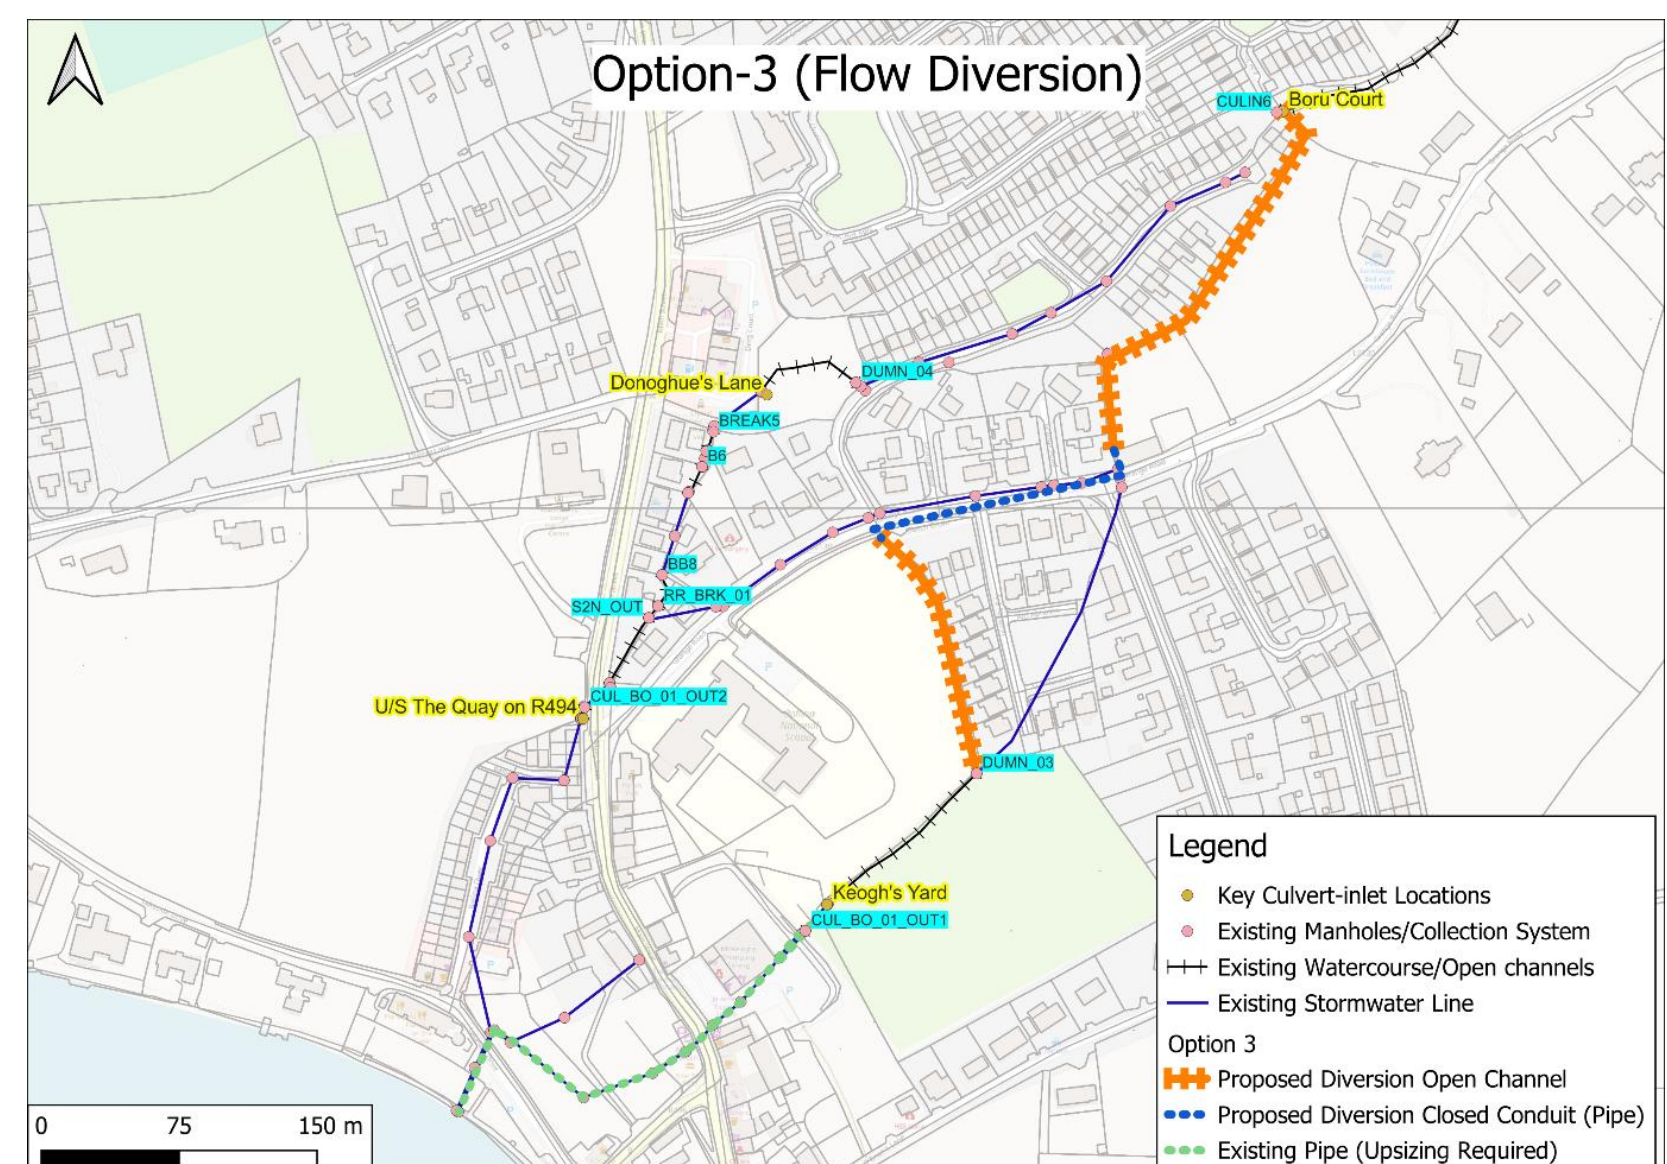 Option-3 (Flow Diversion)
CULIN6
Boru Court
DUMN_04
Donoghue's Lane
BREAK5
B6
BB8
RR_BRK_01
S2N_OUT
CUL_BO_01_OUT2
U/S The Quay on R494
DUMN_03
Keogh's Yard
CUL_BO_01_OUT1
Legend
Key Culvert-inlet Locations
Existing Manholes/Collection System
Existing Watercourse/Open channels
Existing Stormwater Line
Option 3
Proposed Diversion Open Channel
Proposed Diversion Closed Conduit (Pipe)
Existing Pipe (Upsizing Required)
0 75 150 m